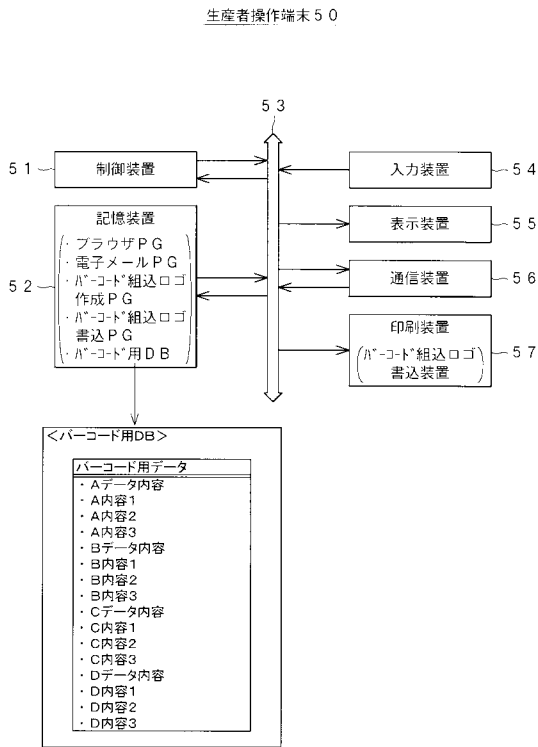 生産者操作端末５０
５３
５１
制御装置
入力装置
５４
表示装置
５５
通信装置
５６
印刷装置
(ﾊﾞｰｺｰﾄﾞ組込ロゴ
書込装置)
５７
５２
記憶装置
(・ブラウザＰＧ
・電子メールＰＧ
・ﾊﾞｰｺｰﾄﾞ組込ロゴ
作成ＰＧ
・ﾊﾞｰｺｰﾄﾞ組込ロゴ
書込ＰＧ
・ﾊﾞｰｺｰﾄﾞ用ＤＢ)
＜バーコード用DB＞
バーコード用データ
・Aデータ内容
・A内容1
・A内容2
・A内容3
・Bデータ内容
・B内容1
・B内容2
・B内容3
・Cデータ内容
・C内容1
・C内容2
・C内容3
・Dデータ内容
・D内容1
・D内容2
・D内容3